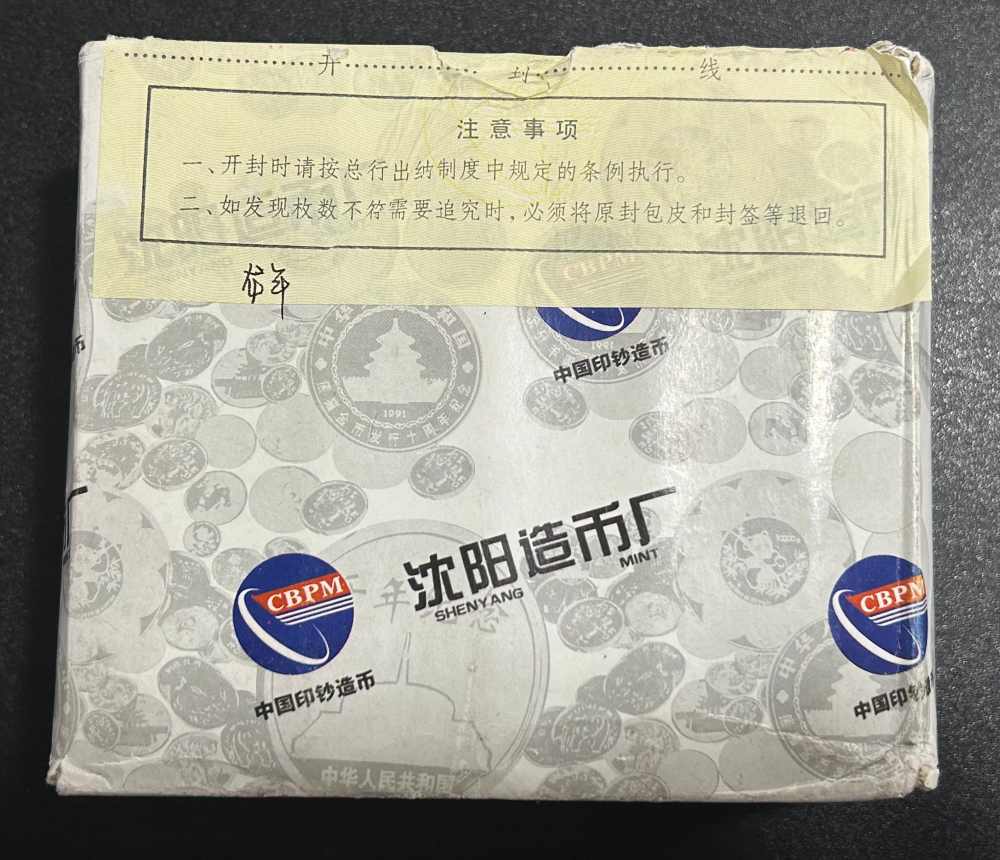 开 封 线
注意事项
一、开封时请按总行出纳制度中规定的条例执行。
二、如发现枚数不符需要追究时，必须将原封包皮和封签等退回。
CBPM
中国印钞造币
1991
沈阳造币厂
SHENYANG MINT
CBPM
中国印钞造币
CBPM
中国印钞
中华人民共和国